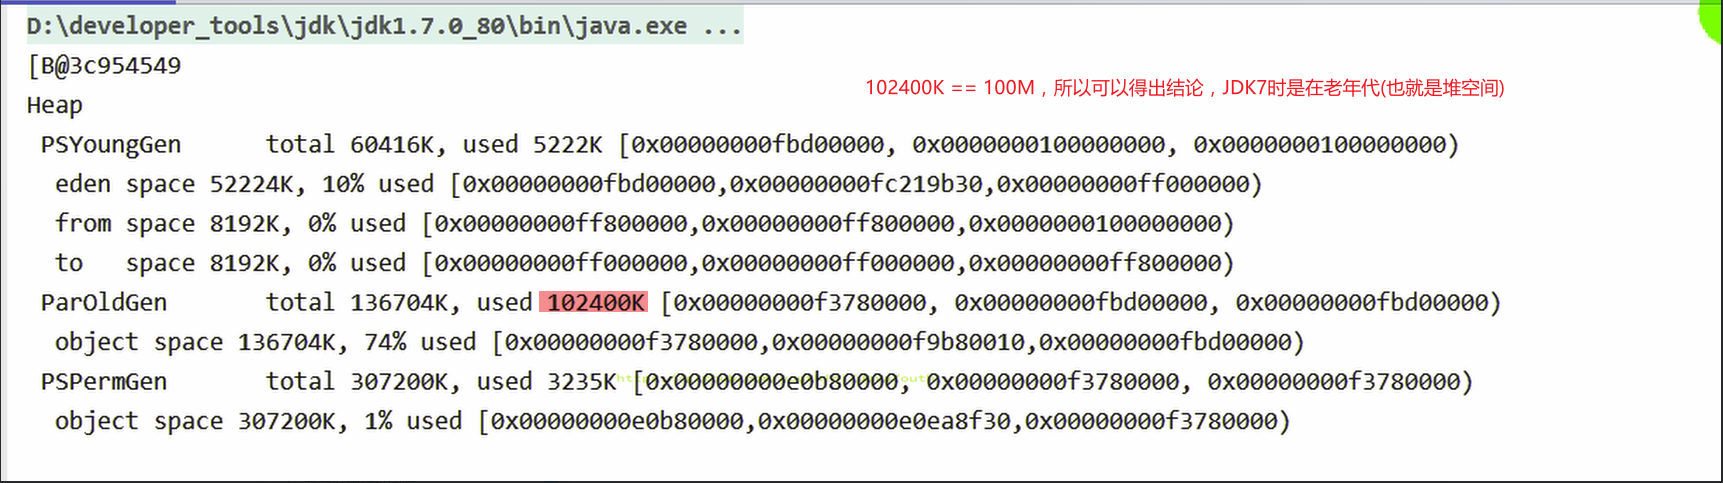 D:\developer_tools\jdk\jdk1.7.0_80\bin\java.exe ...
[B@3c954549
102400K == 100M，所以可以得出结论，JDK7时是在老年代(也就是堆空间)
Heap
PSYoungGen      total 60416K, used 5222K [0x00000000fbd00000, 0x0000000100000000, 0x0000000100000000)
eden space 52224K, 10% used [0x00000000fbd00000,0x00000000fc219b30,0x00000000ff000000)
from space 8192K, 0% used [0x00000000ff800000,0x00000000ff800000,0x0000000100000000)
to   space 8192K, 0% used [0x00000000ff000000,0x00000000ff000000,0x00000000ff800000)
ParOldGen       total 136704K, used 102400K [0x00000000f3780000, 0x00000000fbd00000, 0x00000000fbd00000)
object space 136704K, 74% used [0x00000000f3780000,0x00000000f9b80010,0x00000000fbd00000)
PSPermGen       total 307200K, used 3235K [0x00000000e0b80000, 0x00000000f3780000, 0x00000000f3780000)
object space 307200K, 1% used [0x00000000e0b80000,0x00000000e0ea8f30,0x00000000f3780000)